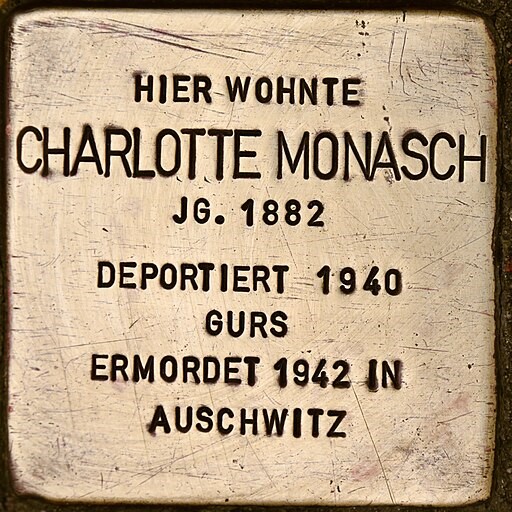 HIER WOHNTE
CHARLOTTE MONASCH
JG. 1882
DEPORTIERT 1940
GURS
ERMORDET 1942 IN
AUSCHWITZ